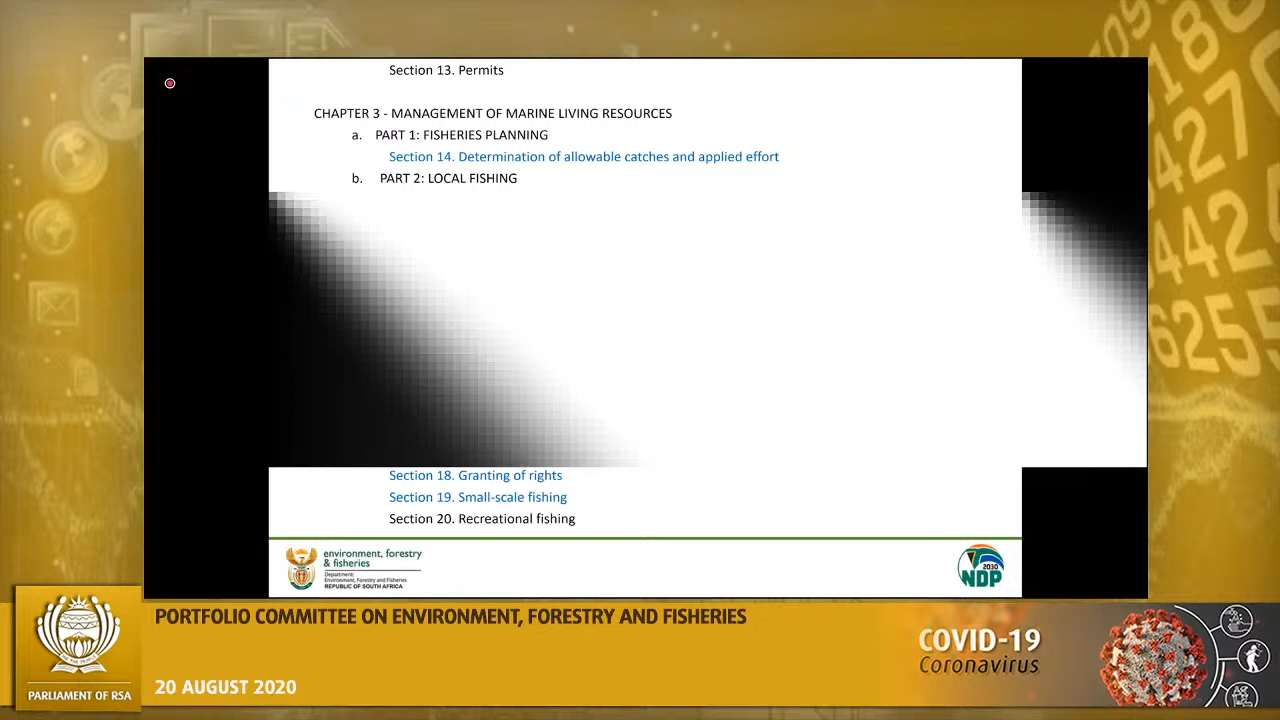 Section 13. Permits
CHAPTER 3 - MANAGEMENT OF MARINE LIVING RESOURCES
a. PART 1: FISHERIES PLANNING
Section 14. Determination of allowable catches and applied effort
b. PART 2: LOCAL FISHING
Section 18. Granting of rights
Section 19. Small-scale fishing
Section 20. Recreational fishing
environment, forestry
& fisheries
Department:
Environment, Forestry and Fisheries
REPUBLIC OF SOUTH AFRICA
2030
NDP
PORTFOLIO COMMITTEE ON ENVIRONMENT, FORESTRY AND FISHERIES
20 AUGUST 2020
PARLIAMENT OF RSA
COVID-19
Coronavirus